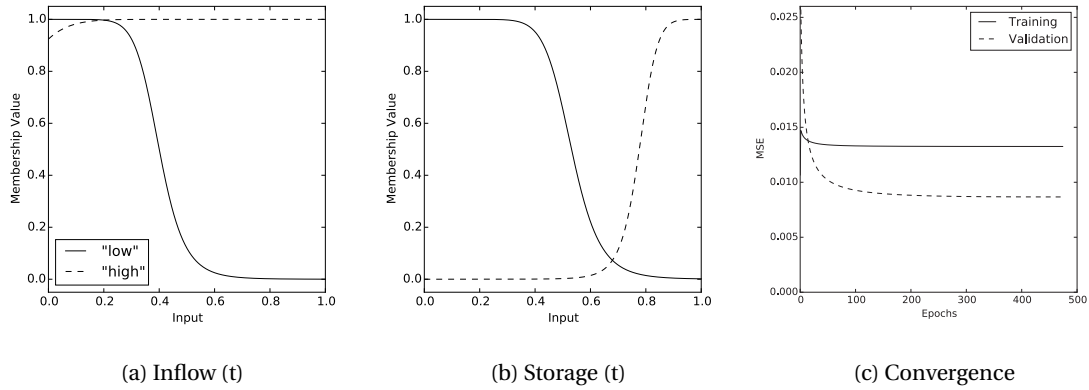 1.0
0.8
0.6
0.4
0.2
0.0
Membership Value
"low"
"high"
0.0 0.2 0.4 0.6 0.8 1.0
Input
(a) Inflow (t)
1.0
0.8
0.6
0.4
0.2
0.0
Membership Value
0.0 0.2 0.4 0.6 0.8 1.0
Input
(b) Storage (t)
0.025
0.020
0.015
0.010
0.005
0.000
MSE
Training
Validation
0 100 200 300 400 500
Epochs
(c) Convergence